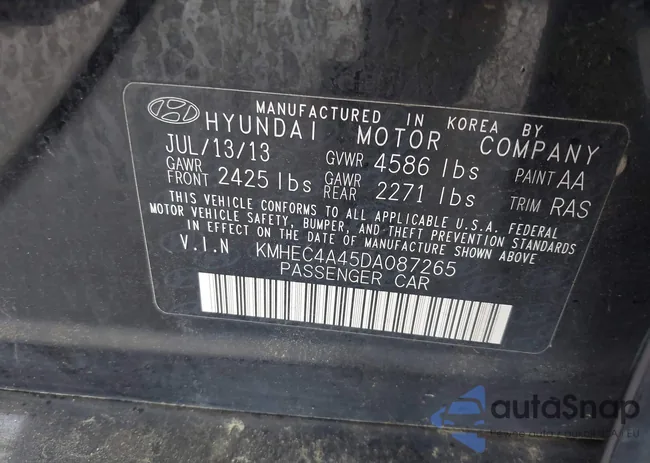 MANUFACTURED IN KOREA BY
HYUNDAI MOTOR COMPANY
JUL/13/13 GVWR 4586 lbs PAINT AA
GAWR FRONT 2425 lbs GAWR REAR 2271 lbs TRIM RAS
THIS VEHICLE CONFORMS TO ALL APPLICABLE U.S.A. FEDERAL
MOTOR VEHICLE SAFETY, BUMPER, AND THEFT PREVENTION STANDARDS
IN EFFECT ON THE DATE OF MANUFACTURE SHOWN ABOVE
V.I.N KMHEC4A45DA087265
PASSENGER CAR
autoSnap